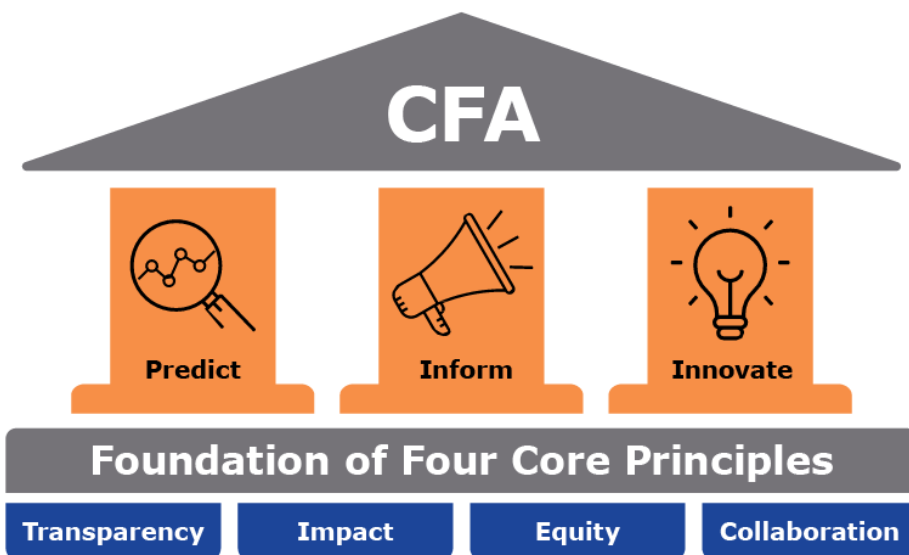 CFA
Predict
Inform
Innovate
Foundation of Four Core Principles
Transparency
Impact
Equity
Collaboration